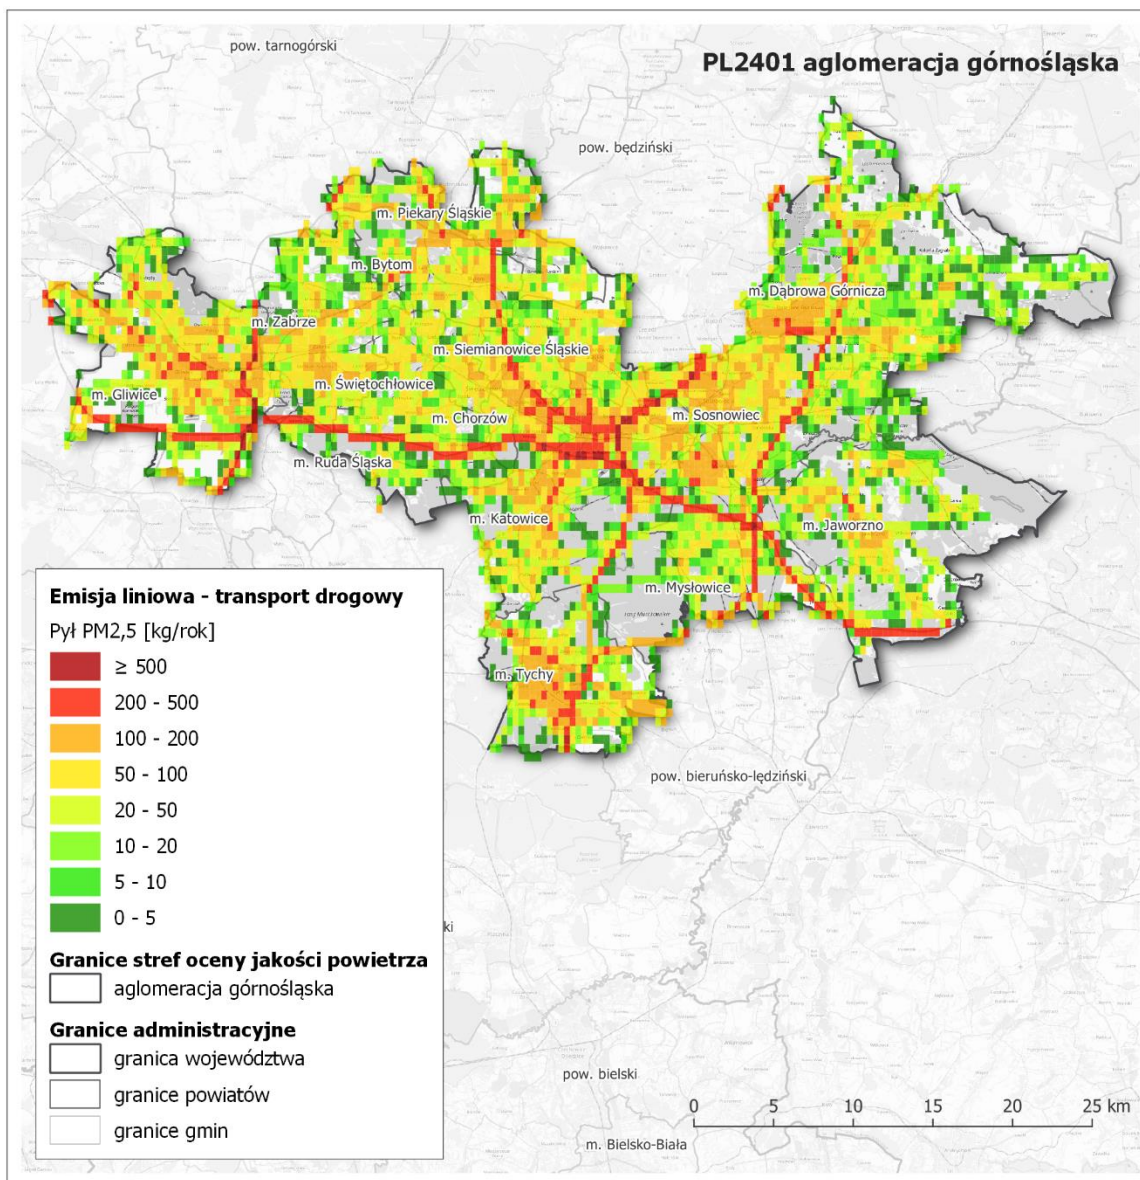 pow. tarnogórski
PL2401 aglomeracja górnośląska
pow. będziński
m. Piekary Śląskie
m. Bytom
m. Dąbrowa Górnicza
m. Zabrze
m. Siemianowice Śląskie
m. Świętochłowice
m. Gliwice
m. Chorzów
m. Sosnowiec
m. Ruda Śląska
m. Katowice
m. Jaworzno
m. Mysłowice
m. Tychy
pow. bieruńsko-lędziński
Emisja liniowa - transport drogowy
Pył PM2,5 [kg/rok]
≥ 500
200 - 500
100 - 200
50 - 100
20 - 50
10 - 20
5 - 10
0 - 5
ki
Granice stref oceny jakości powietrza
aglomeracja górnośląska
Granice administracyjne
granica województwa
granice powiatów
granice gmin
pow. bielski
0 5 10 15 20 25 km
m. Bielsko-Biała